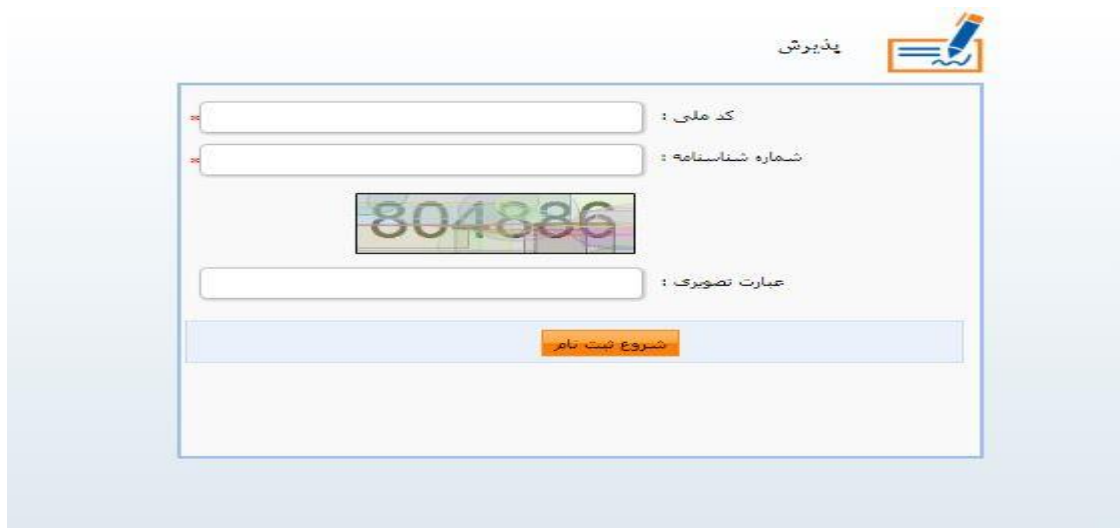 پذیرش
کد ملی :
شماره شناسنامه :
804886
عبارت تصویری :
شروع ثبت نام